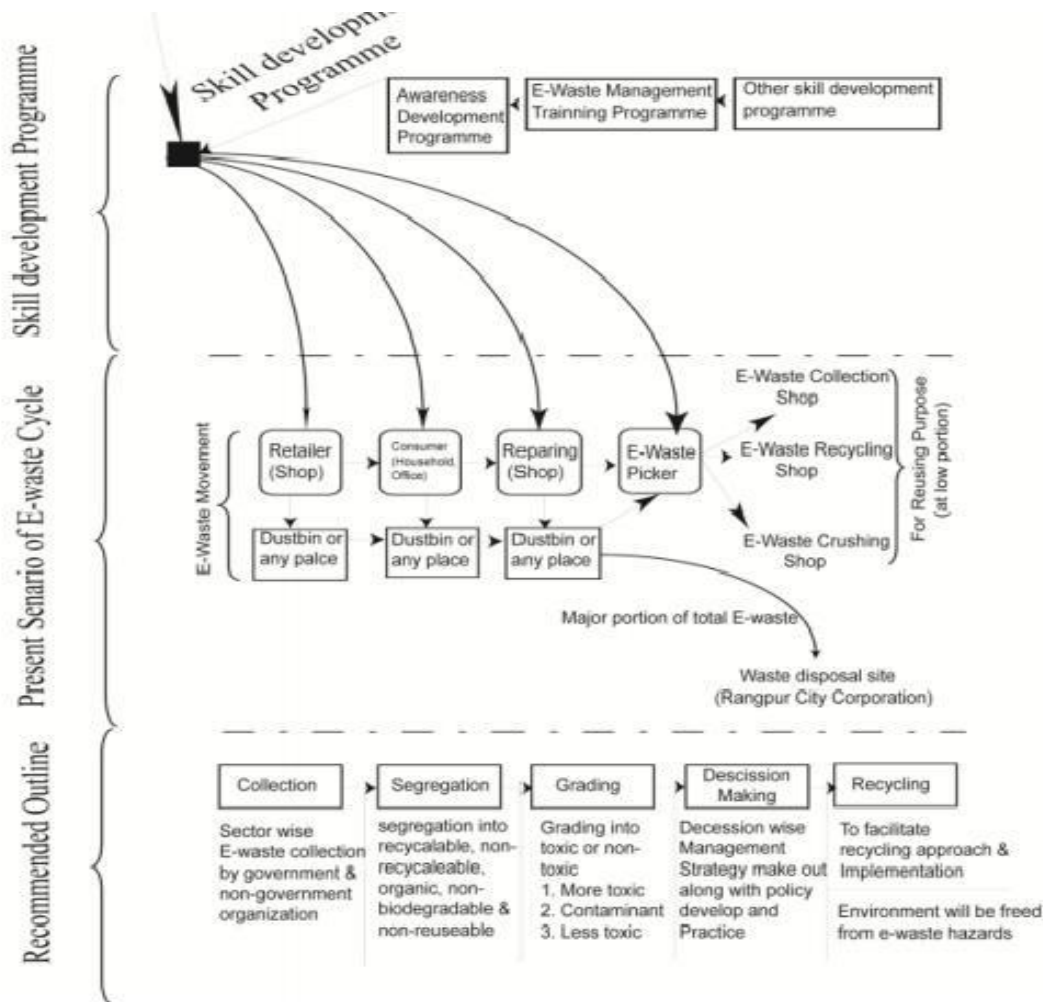 Skill development
Programme
Skill development Programme
Awareness
Development
Programme
E-Waste Management
Trainning Programme
Other skill development
programme
Present Senario of E-waste Cycle
E-Waste Movement
Retailer
(Shop)
Consumer
(Household,
Office)
Reparing
(Shop)
E-Waste
Picker
E-Waste Collection
Shop
E-Waste Recycling
Shop
E-Waste Crushing
Shop
For Reusing Purpose
(at low portion)
Dustbin or
any palce
Dustbin or
any place
Dustbin or
any place
Major portion of total E-waste
Waste disposal site
(Rangpur City Corporation)
Recommended Outline
Collection
Sector wise
E-waste collection
by government &
non-government
organization
Segregation
segregation into
recycalable, non-
recycaleable,
organic, non-
biodegradable &
non-reuseable
Grading
Grading into
toxic or non-
toxic
1. More toxic
2. Contaminant
3. Less toxic
Descission
Making
Decession wise
Management
Strategy make out
along with policy
develop and
Practice
Recycling
To facilitate
recycling approach &
Implementation
Environment will be freed
from e-waste hazards